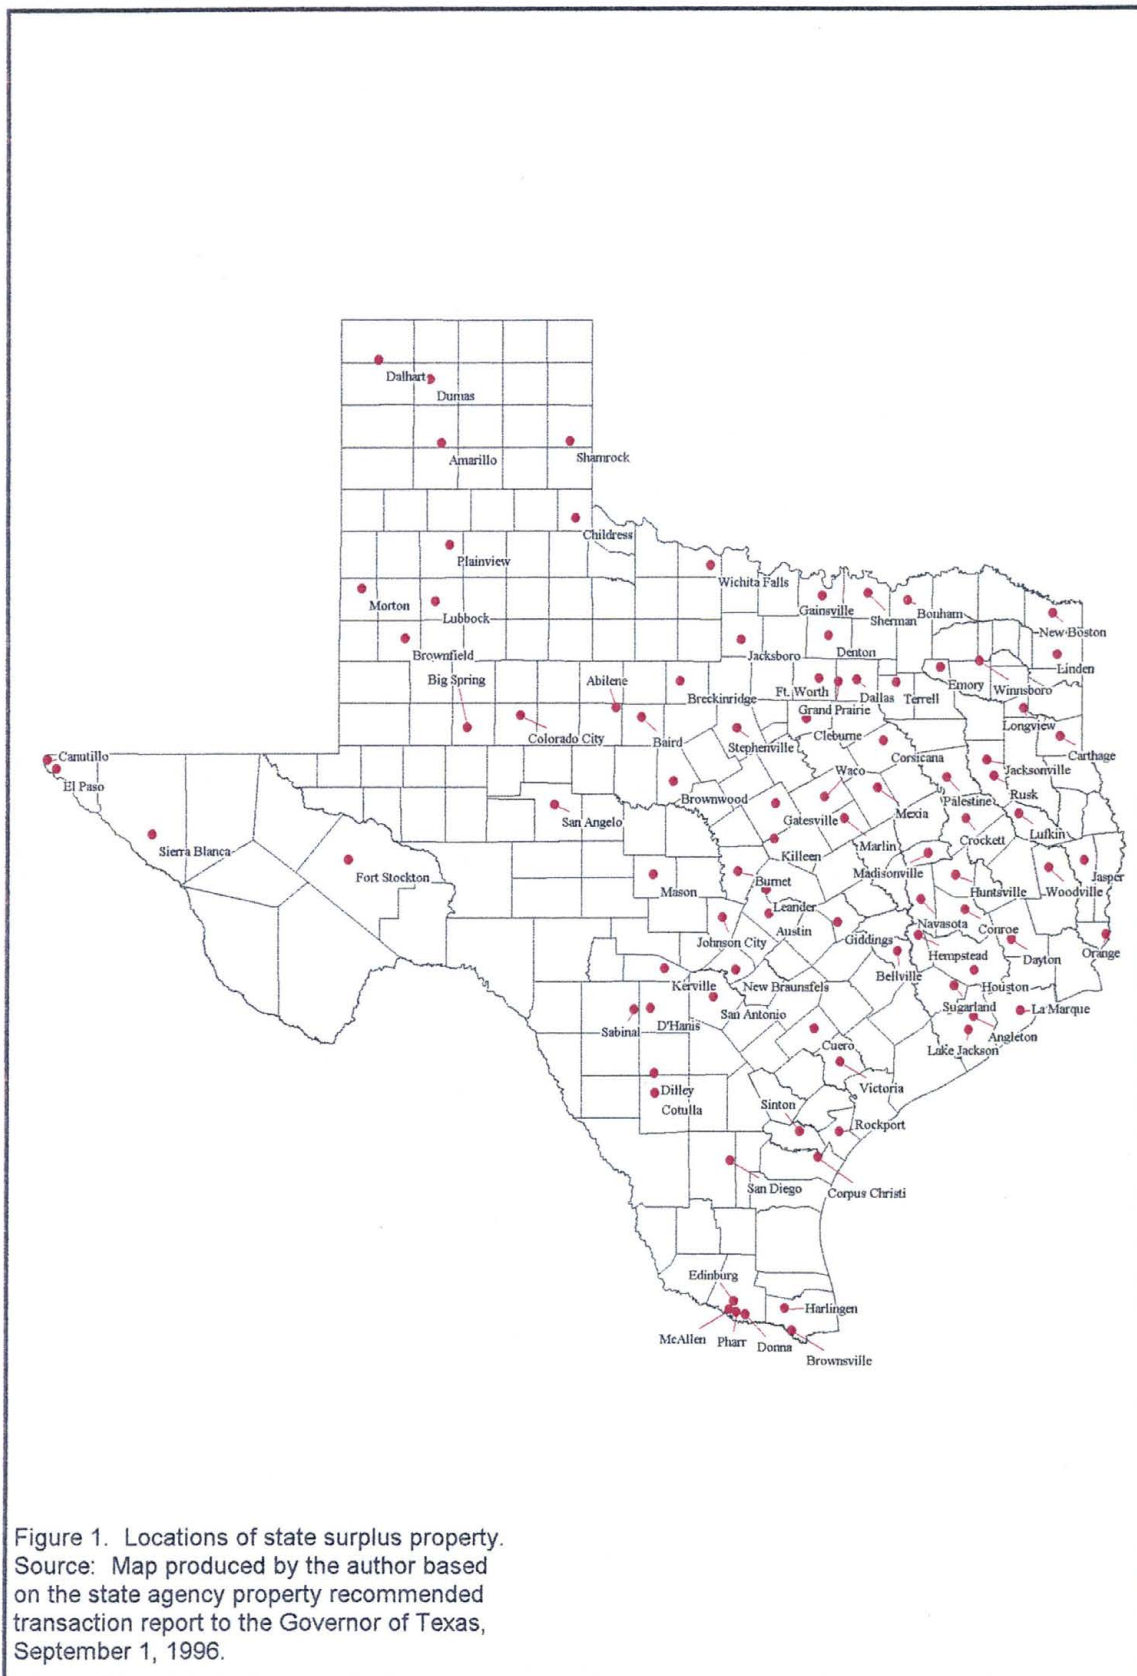 Dalhart
Dumas
Amarillo
Shamrock
Childress
Plainview
Wichita Falls
Morton
Lubbock
Gainsville
Sherman
Bonham
New Boston
Brownfield
Jacksboro
Denton
Linden
Big Spring
Abilene
Breckinridge
Ft. Worth
Dallas
Terrell
Emory
Winnsboro
Grand Prairie
Longview
Colorado City
Baird
Stephenville
Cleburne
Corsicana
Carthage
Canutillo
El Paso
Waco
Jacksonville
Brownwood
Mexia
Palestine
Rusk
San Angelo
Gatesville
Marlin
Crockett
Lufkin
Sierra Blanca
Fort Stockton
Killeen
Madisonville
Mason
Burnet
Huntsville
Woodville
Jasper
Leander
Johnson City
Austin
Giddings
Navasota
Conroe
Hempstead
Dayton
Orange
Bellville
Kerville
New Braunsfels
Houston
San Antonio
Sugarland
La Marque
Sabinal
D'Hanis
Angleton
Cuero
Lake Jackson
Victoria
Dilley
Cotulla
Sinton
Rockport
San Diego
Corpus Christi
Edinburg
Harlingen
McAllen
Pharr
Donna
Brownsville
Figure 1. Locations of state surplus property.
Source: Map produced by the author based
on the state agency property recommended
transaction report to the Governor of Texas,
September 1, 1996.